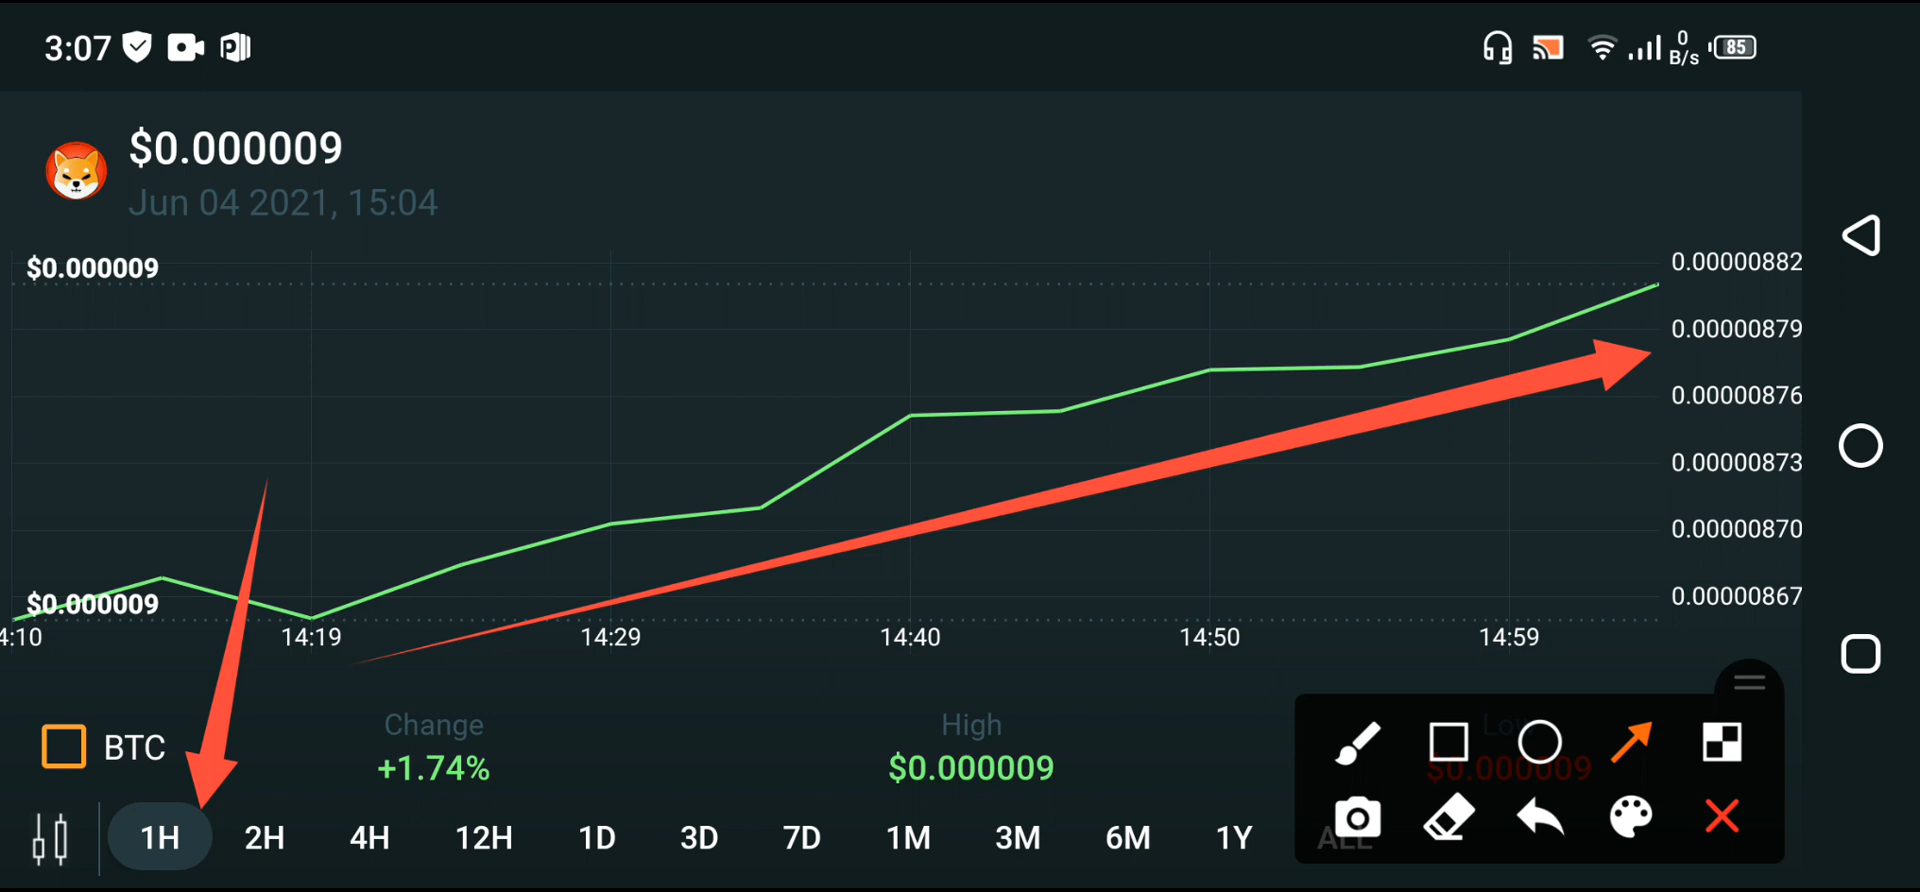 3:07
0
B/s
85
$0.000009
Jun 04 2021, 15:04
$0.000009
0.00000882
0.00000879
0.00000876
0.00000873
0.00000870
$0.000009
0.00000867
4:10 14:19 14:29 14:40 14:50 14:59
BTC
Change
+1.74%
High
$0.000009
Low
$0.000009
1H 2H 4H 12H 1D 3D 7D 1M 3M 6M 1Y ALL